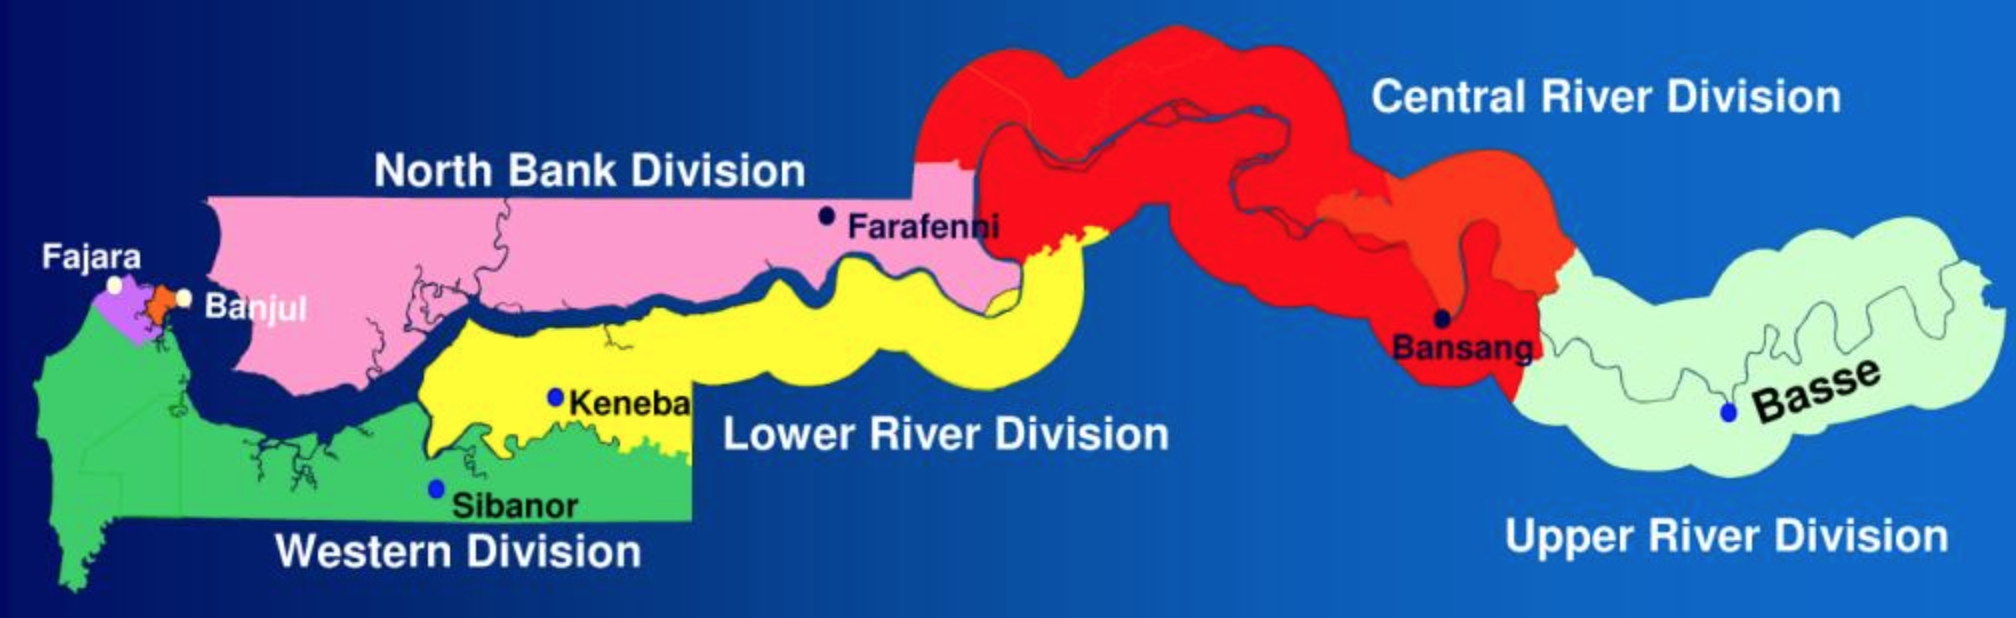 Central River Division
North Bank Division
Farafenni
Fajara
Banjul
Bansang
Keneba
Basse
Lower River Division
Sibanor
Western Division
Upper River Division